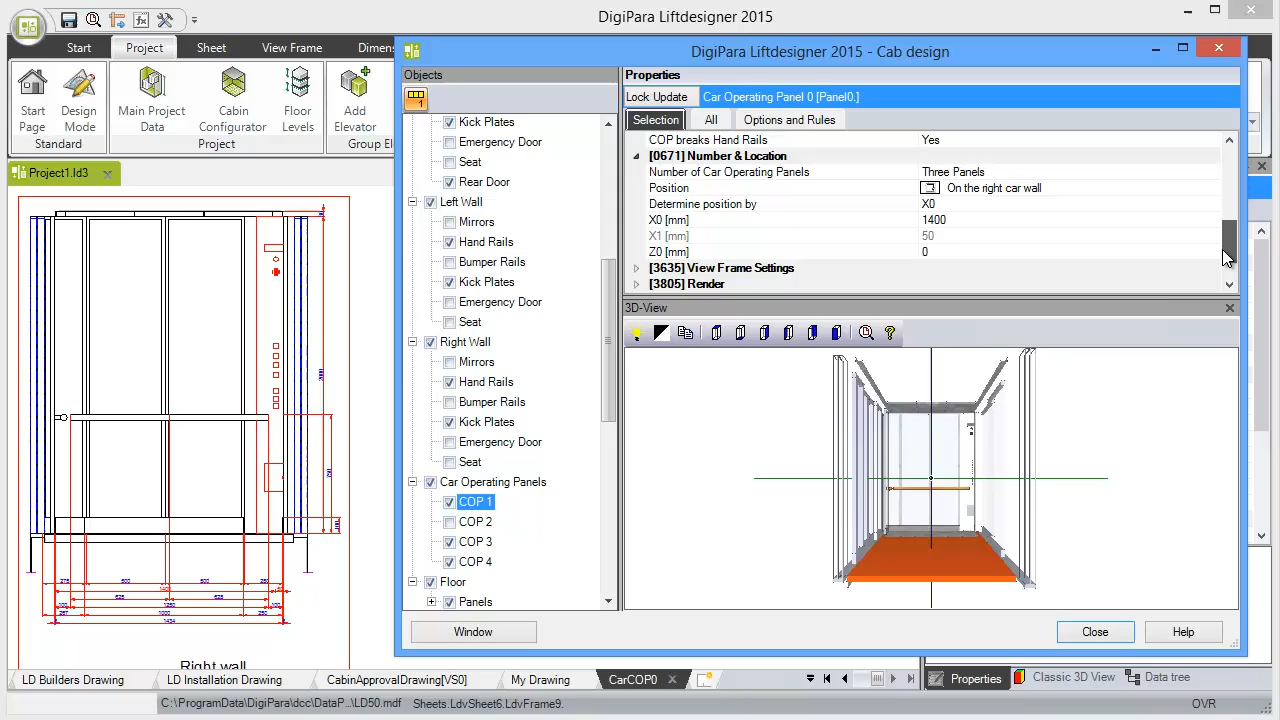 DigiPara Liftdesigner 2015
Start
Project
Sheet
View Frame
Dimens
Start Page
Design Mode
Main Project Data
Cabin Configurator
Floor Levels
Add Elevator
Standard
Project
Group El
Project1.ld3
DigiPara Liftdesigner 2015 - Cab design
Objects
1
Kick Plates
Emergency Door
Seat
Rear Door
Left Wall
Mirrors
Hand Rails
Bumper Rails
Kick Plates
Emergency Door
Seat
Right Wall
Mirrors
Hand Rails
Bumper Rails
Kick Plates
Emergency Door
Seat
Car Operating Panels
COP 1
COP 2
COP 3
COP 4
Floor
Panels
Window
Properties
Lock Update
Car Operating Panel 0 [Panel0.]
Selection
All
Options and Rules
COP breaks Hand Rails Yes
[0671] Number & Location
Number of Car Operating Panels Three Panels
Position On the right car wall
Determine position by X0
X0 [mm] 1400
X1 [mm] 50
Z0 [mm] 0
[3635] View Frame Settings
[3805] Render
3D-View
Close
Help
Right wall
LD Builders Drawing
LD Installation Drawing
CabinApprovalDrawing[VS0]
My Drawing
CarCOP0
Properties
Classic 3D View
Data tree
C:\ProgramData\DigiPara\dcc\DataP...\LD50.mdf
Sheets.LdvSheet6.LdvFrame9.
OVR